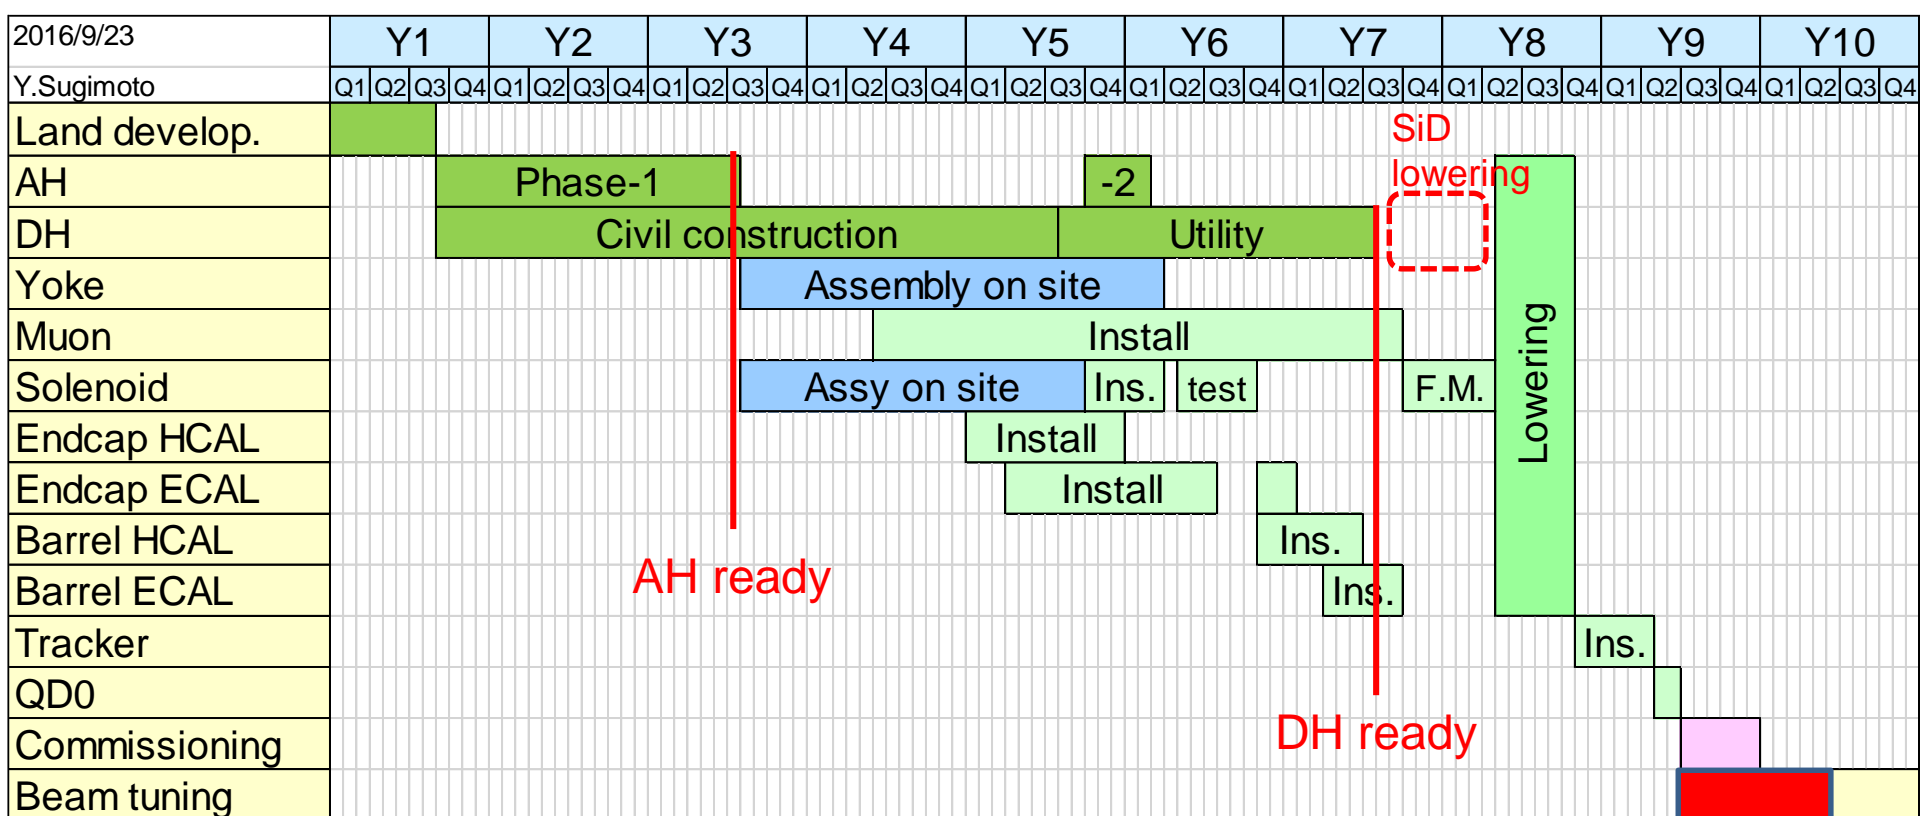 2016/9/23 Y1 Y2 Y3 Y4 Y5 Y6 Y7 Y8 Y9 Y10
Y.Sugimoto Q1 Q2 Q3 Q4 Q1 Q2 Q3 Q4 Q1 Q2 Q3 Q4 Q1 Q2 Q3 Q4 Q1 Q2 Q3 Q4 Q1 Q2 Q3 Q4 Q1 Q2 Q3 Q4 Q1 Q2 Q3 Q4 Q1 Q2 Q3 Q4 Q1 Q2 Q3 Q4
Land develop.
SiD
lowering
AH Phase-1 -2
DH Civil construction Utility
Yoke Assembly on site
Muon Install
Lowering
Solenoid Assy on site Ins. test F.M.
Endcap HCAL Install
Endcap ECAL Install
Barrel HCAL Ins.
AH ready
Barrel ECAL Ins.
Tracker Ins.
QD0
DH ready
Commissioning
Beam tuning